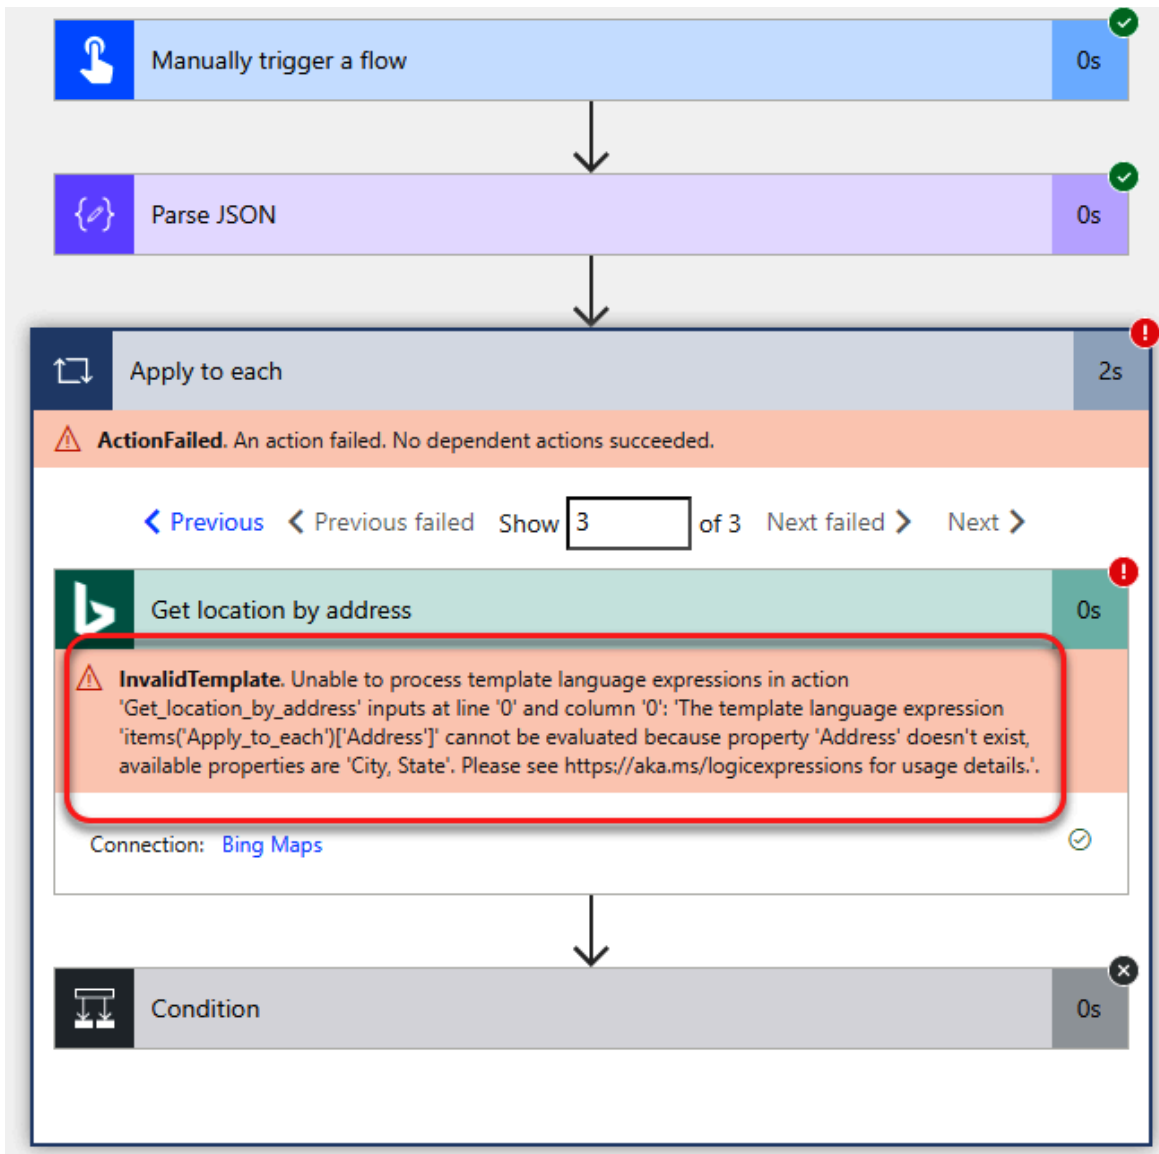 Manually trigger a flow
0s
Parse JSON
0s
Apply to each
2s
ActionFailed. An action failed. No dependent actions succeeded.
Previous Previous failed Show 3 of 3 Next failed Next
Get location by address
0s
InvalidTemplate. Unable to process template language expressions in action
'Get_location_by_address' inputs at line '0' and column '0': 'The template language expression
'items('Apply_to_each')['Address']' cannot be evaluated because property 'Address' doesn't exist,
available properties are 'City, State'. Please see https://aka.ms/logicexpressions for usage details.'.
Connection: Bing Maps
Condition
0s